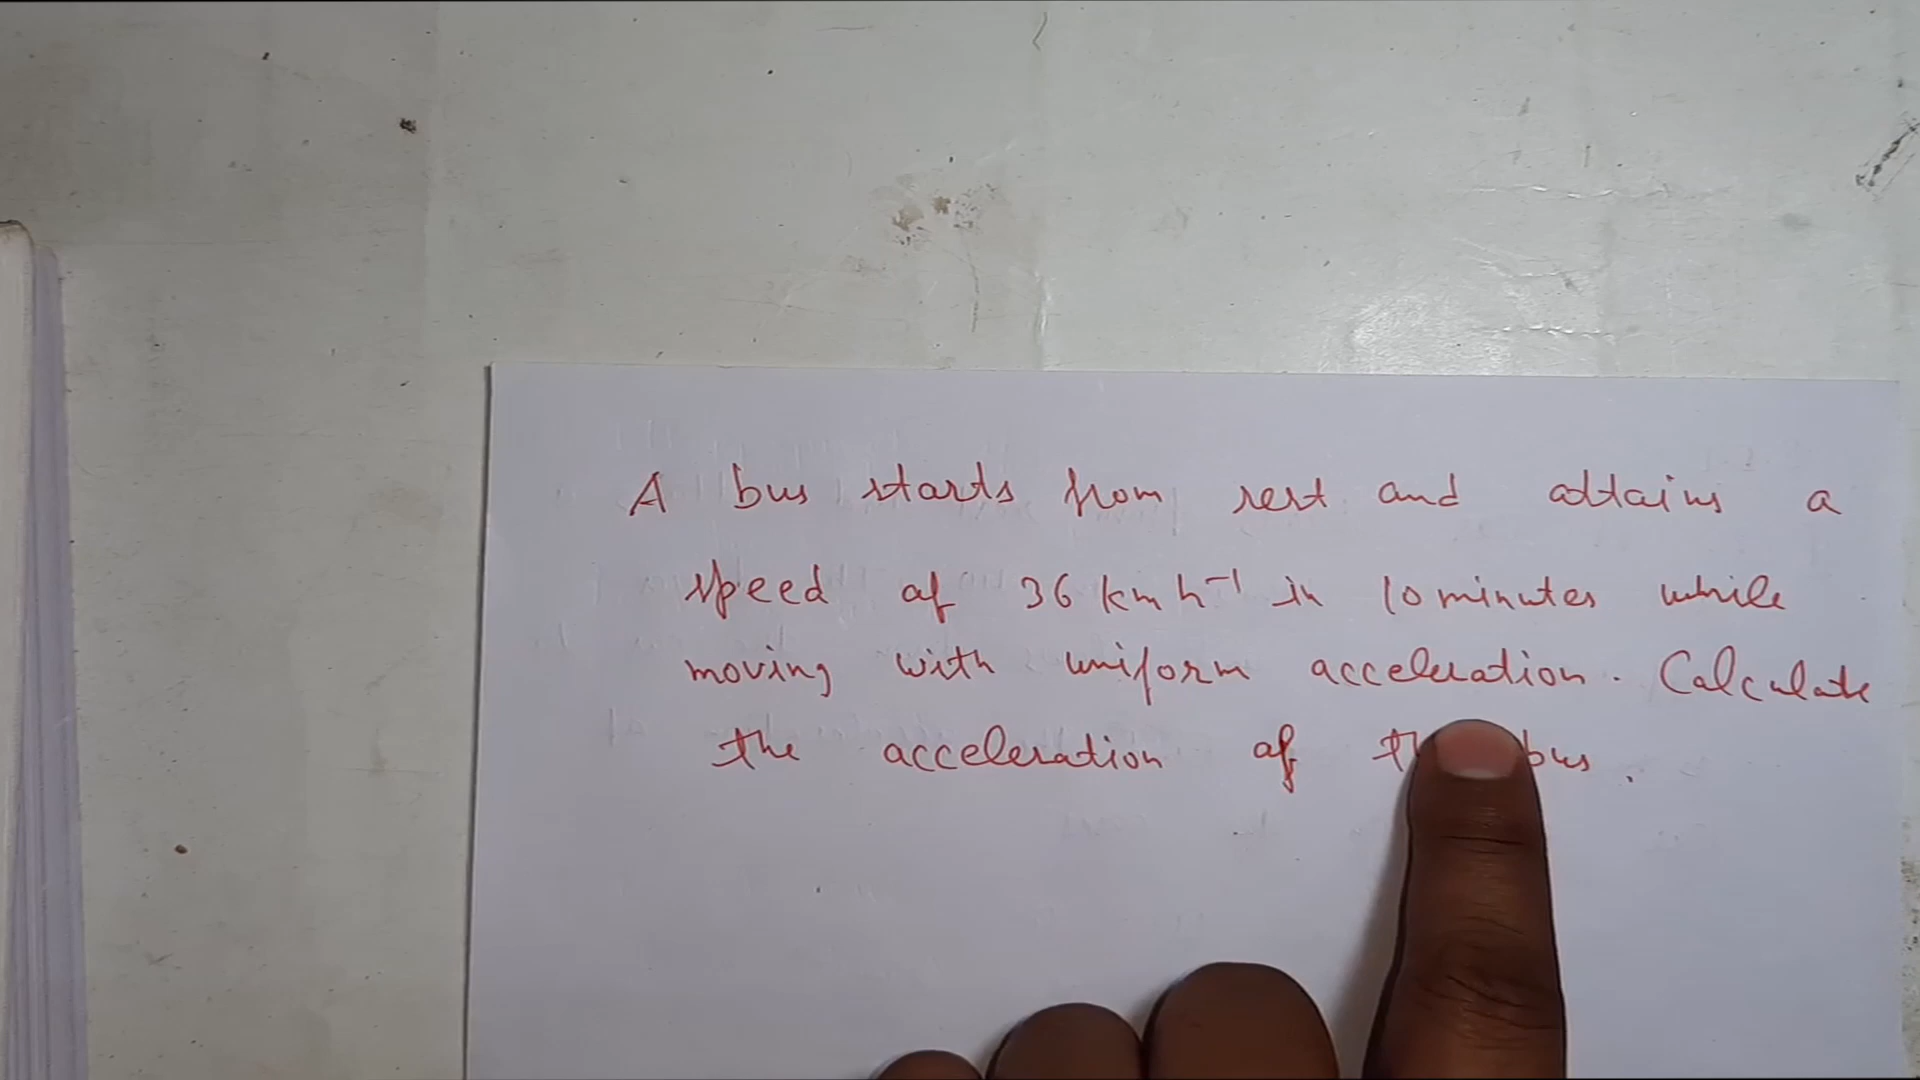 A bus starts from rest and attains a
speed of 36 km h⁻¹ in 10 minutes while
moving with uniform acceleration. Calculate
the acceleration of bus.